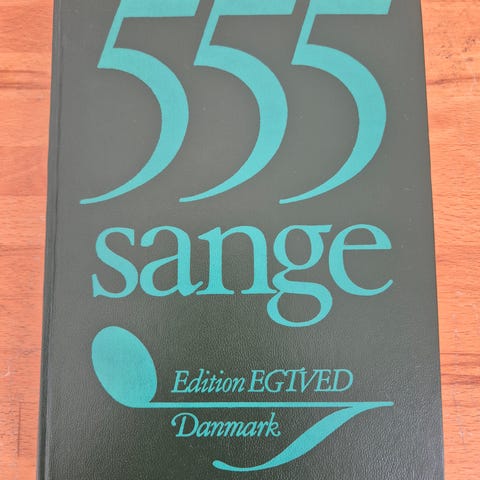 555
sange
Edition EGTVED
Danmark